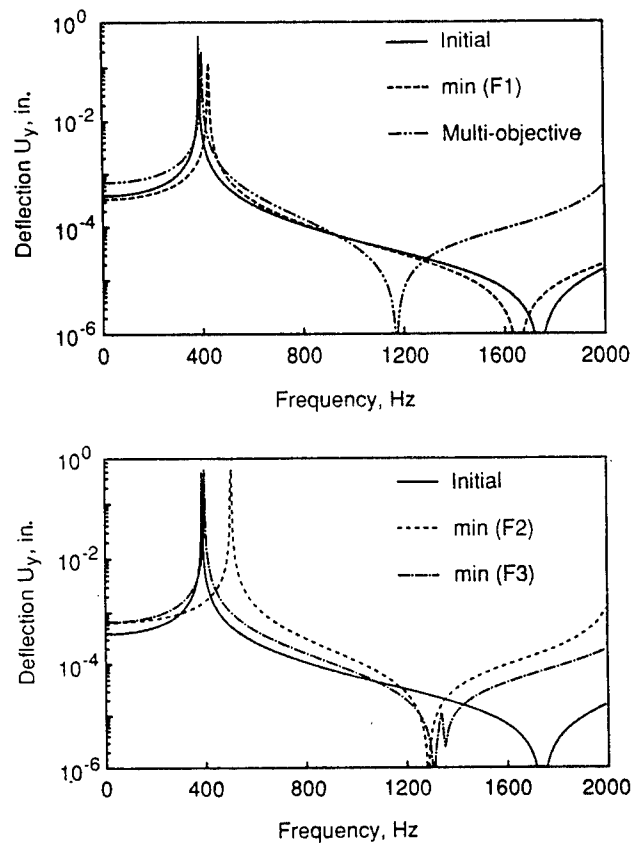 10^0
10^-2
10^-4
10^-6
Deflection Uy, in.
Initial
min (F1)
Multi-objective
0 400 800 1200 1600 2000
Frequency, Hz
10^0
10^-2
10^-4
10^-6
Deflection Uy, in.
Initial
min (F2)
min (F3)
0 400 800 1200 1600 2000
Frequency, Hz